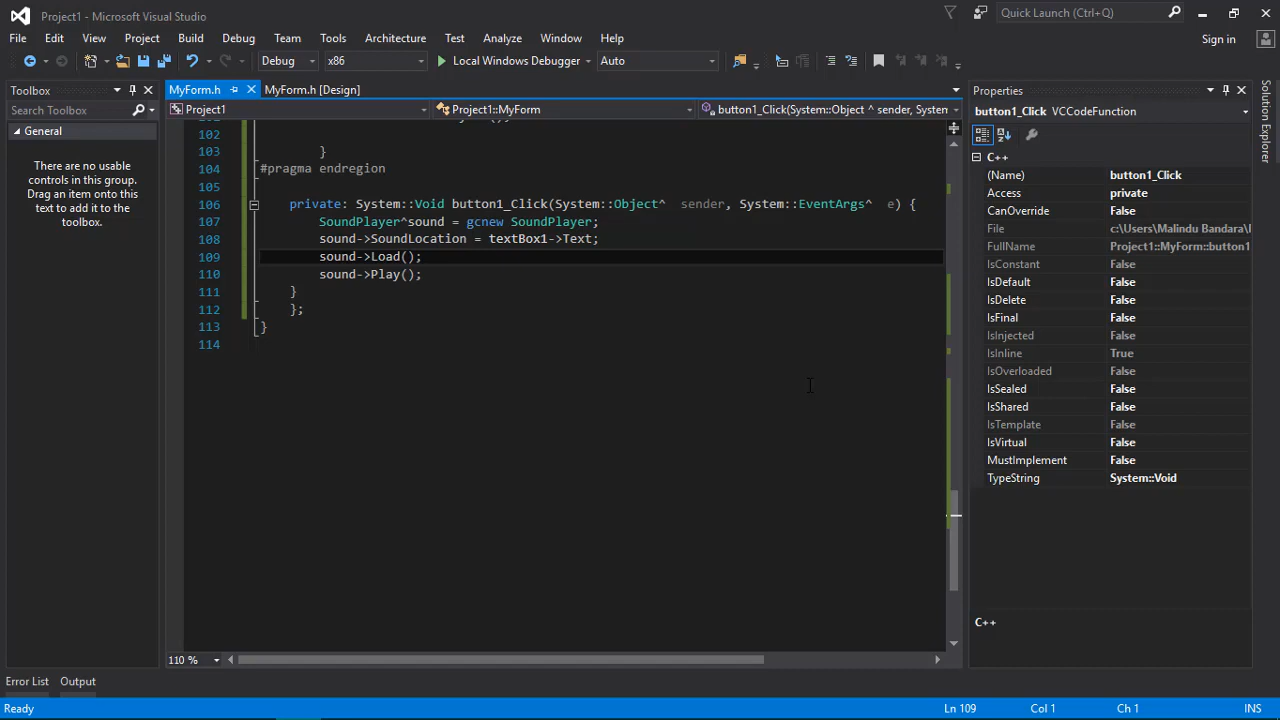 Project1 - Microsoft Visual Studio
Quick Launch (Ctrl+Q)
File Edit View Project Build Debug Team Tools Architecture Test Analyze Window Help
Sign in
Debug x86 Local Windows Debugger Auto
Toolbox
Search Toolbox
General
There are no usable
controls in this group.
Drag an item onto this
text to add it to the
toolbox.
MyForm.h MyForm.h [Design]
Project1 Project1::MyForm button1_Click(System::Object ^ sender, System
102
103 }
104 #pragma endregion
105
106 private: System::Void button1_Click(System::Object^ sender, System::EventArgs^ e) {
107 SoundPlayer^sound = gcnew SoundPlayer;
108 sound->SoundLocation = textBox1->Text;
109 sound->Load();
110 sound->Play();
111 }
112 };
113 }
114
110 %
Properties
button1_Click VCCodeFunction
C++
(Name) button1_Click
Access private
CanOverride False
File c:\Users\Malindu Bandara\
FullName Project1::MyForm::button1
IsConstant False
IsDefault False
IsDelete False
IsFinal False
IsInjected False
IsInline True
IsOverloaded False
IsSealed False
IsShared False
IsTemplate False
IsVirtual False
MustImplement False
TypeString System::Void
C++
Solution Explorer
Error List Output
Ready Ln 109 Col 1 Ch 1 INS